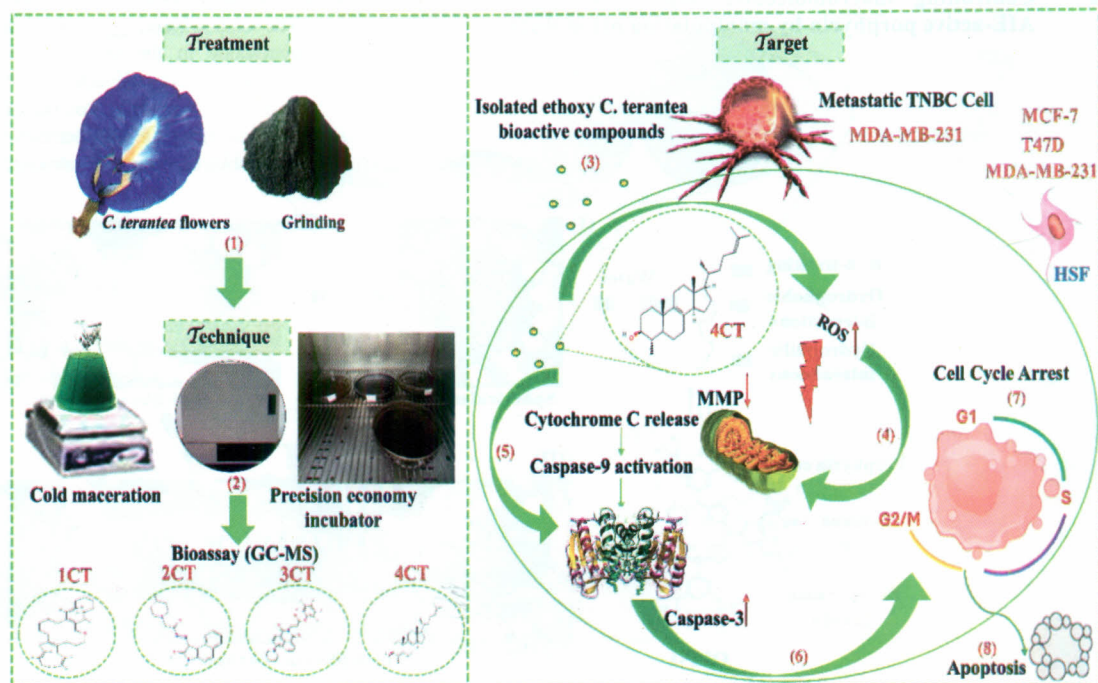 Treatment
C. terantea flowers
Grinding
(1)
Technique
Cold maceration
(2)
Precision economy
incubator
Bioassay (GC-MS)
1CT
2CT
3CT
4CT
Target
Isolated ethoxy C. terantea
bioactive compounds
(3)
Metastatic TNBC Cell
MDA-MB-231
MCF-7
T47D
MDA-MB-231
HSF
4CT
ROS
MMP
(4)
Cytochrome C release
(5)
Caspase-9 activation
Caspase-3
(6)
Cell Cycle Arrest
(7)
G1
S
G2/M
(8)
Apoptosis